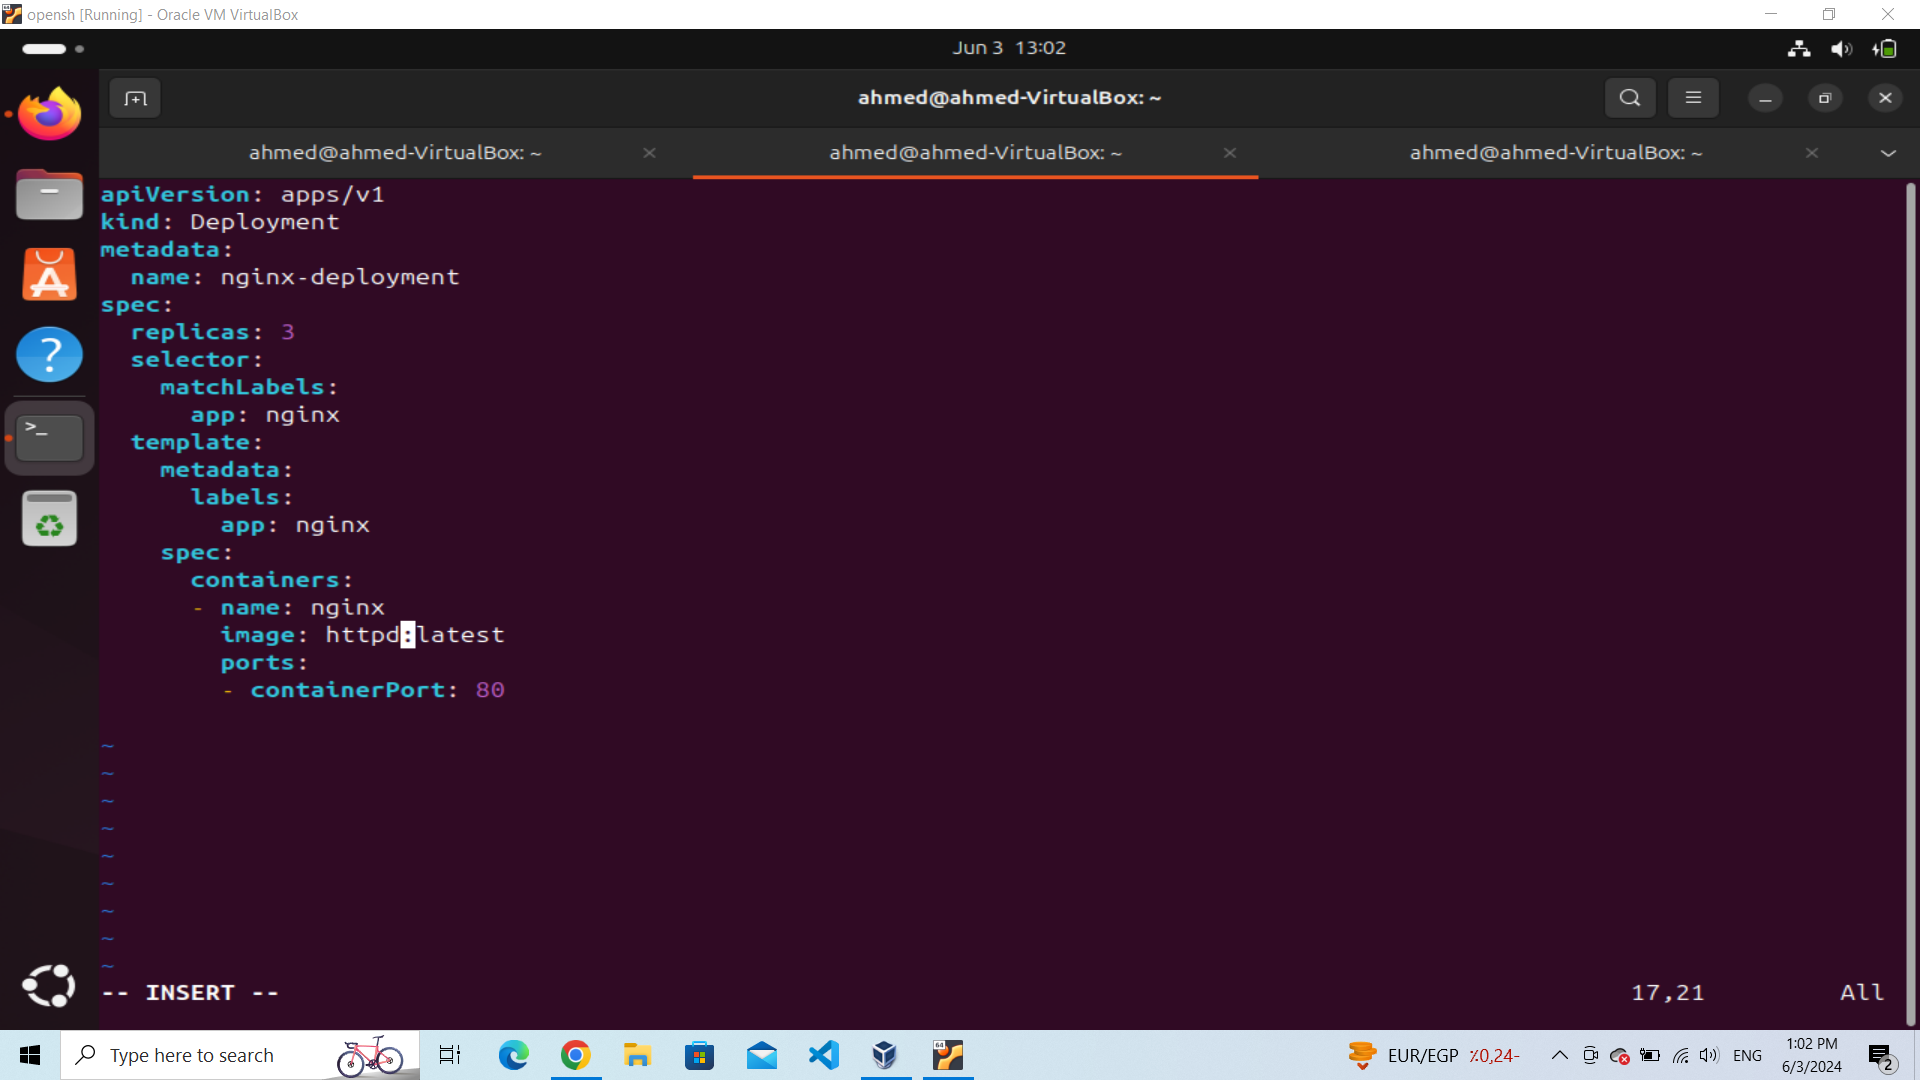 opensh [Running] - Oracle VM VirtualBox
Jun 3 13:02
ahmed@ahmed-VirtualBox: ~
ahmed@ahmed-VirtualBox: ~ ahmed@ahmed-VirtualBox: ~ ahmed@ahmed-VirtualBox: ~
apiVersion: apps/v1
kind: Deployment
metadata:
  name: nginx-deployment
spec:
  replicas: 3
  selector:
    matchLabels:
      app: nginx
  template:
    metadata:
      labels:
        app: nginx
    spec:
      containers:
      - name: nginx
        image: httpd:latest
        ports:
        - containerPort: 80
~
~
~
~
~
~
~
~
~
-- INSERT -- 17,21 All
Type here to search EUR/EGP ٪0,24- ENG 1:02 PM
6/3/2024 2